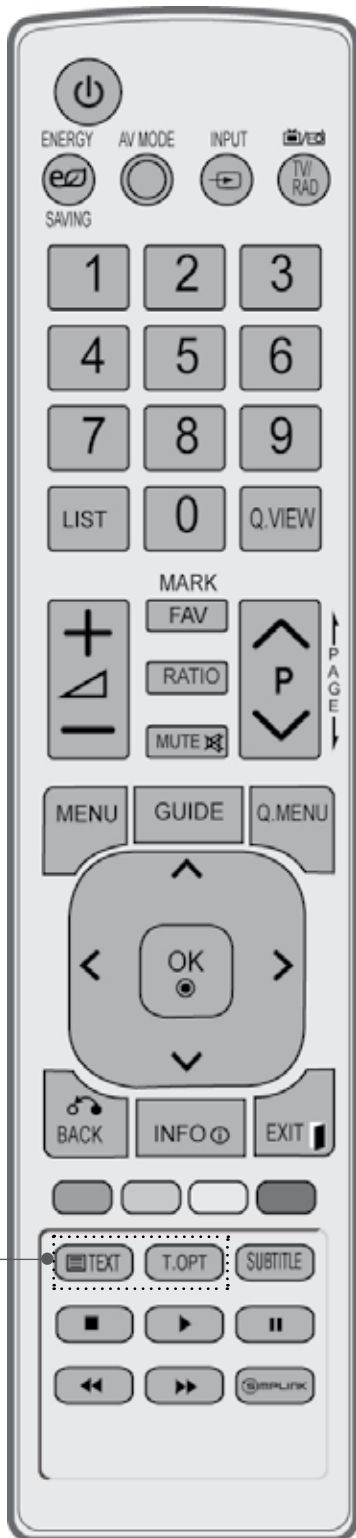 ENERGY AV MODE INPUT
TV/
RAD
SAVING
1 2 3
4 5 6
7 8 9
LIST 0 Q.VIEW
MARK
FAV
RATIO
P
PAGE
MUTE
MENU GUIDE Q.MENU
OK
BACK INFO EXIT
TEXT T.OPT SUBTITLE
SIMPLINK